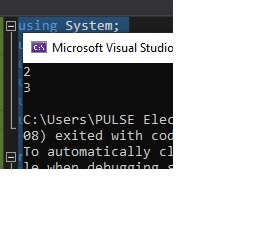 using System;
Microsoft Visual Studio
2
3
C:\Users\PULSE Elec
08) exited with cod
To automatically cl
le when debugging s